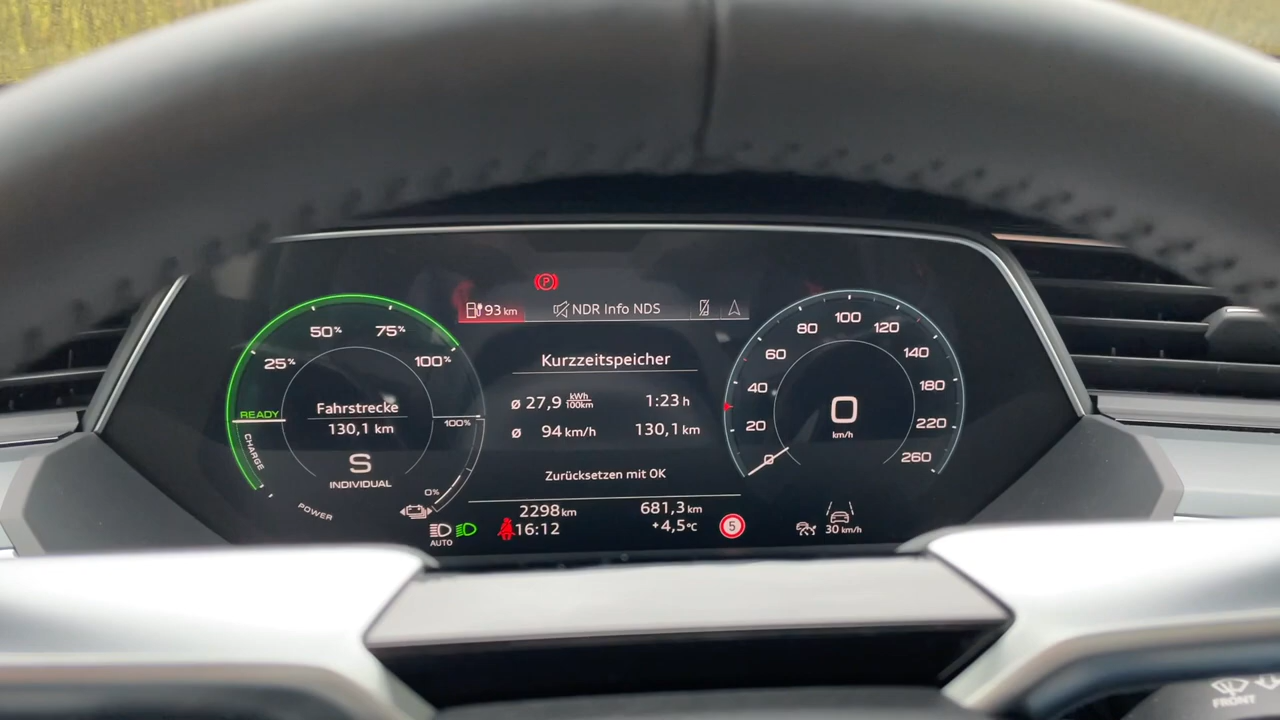 93 km
NDR Info NDS
25%
50%
75%
100%
READY
CHARGE
POWER
100%
0%
Fahrstrecke
130,1 km
S
INDIVIDUAL
Kurzzeitspeicher
ø 27,9 kWh/100km 1:23 h
ø 94 km/h 130,1 km
Zurücksetzen mit OK
2298 km 681,3 km
AUTO
16:12 +4,5 °C
5
0
20
40
60
80
100
120
140
180
220
260
0
km/h
30 km/h
P
FRONT